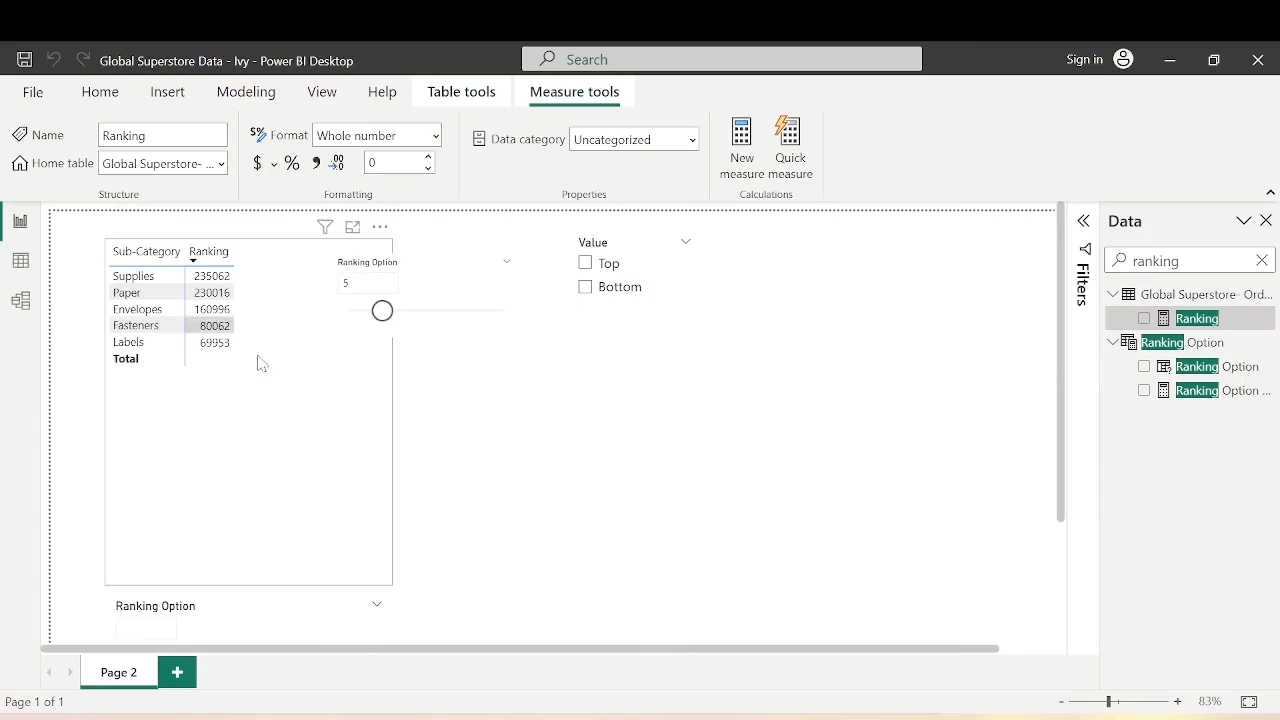 Global Superstore Data - Ivy - Power BI Desktop
Search
Sign in
File Home Insert Modeling View Help Table tools Measure tools
Name Ranking
Home table Global Superstore- ...
Structure
Format Whole number
$ % 9 .00 0
Formatting
Data category Uncategorized
Properties
New measure
Quick measure
Calculations
Sub-Category Ranking
Supplies 235062
Paper 230016
Envelopes 160996
Fasteners 80062
Labels 69953
Total
Ranking Option
5
Value
Top
Bottom
Ranking Option
Filters
Data
ranking
Global Superstore- Ord...
Ranking
Ranking Option
Ranking Option
Ranking Option ...
Page 2
Page 1 of 1
- + 83%